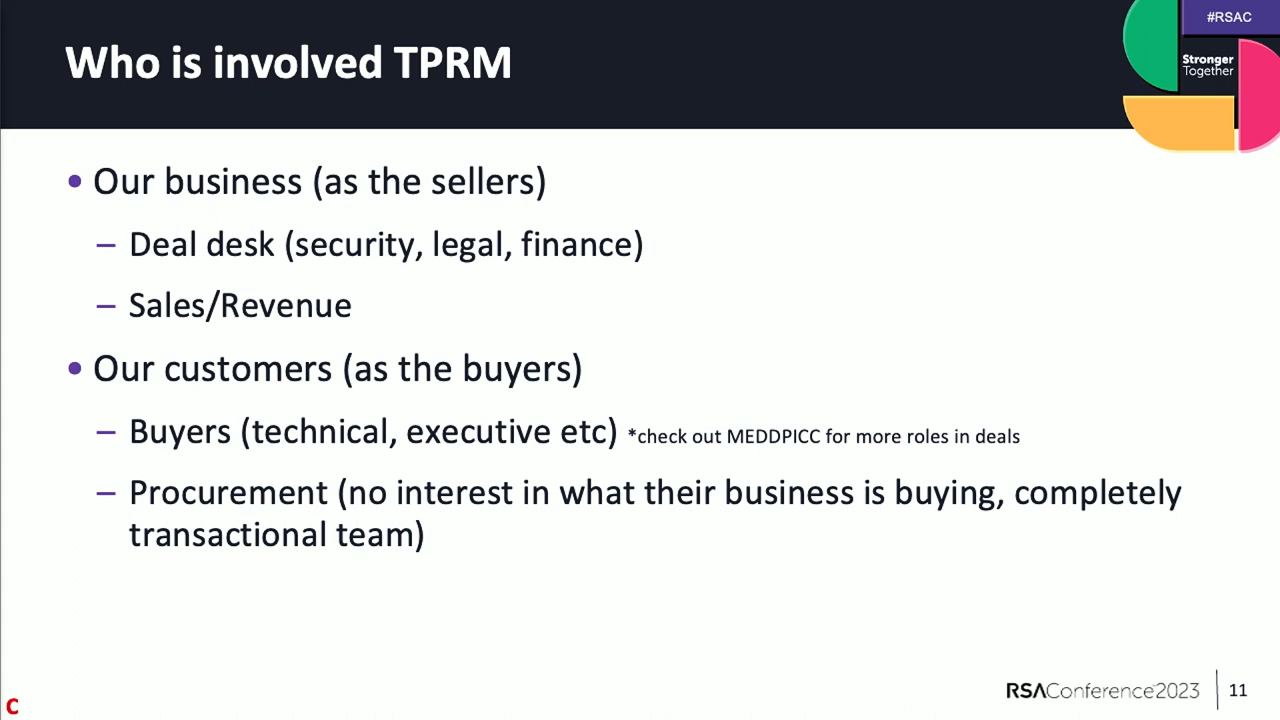 Who is involved TPRM
#RSAC
Stronger
Together
• Our business (as the sellers)
– Deal desk (security, legal, finance)
– Sales/Revenue
• Our customers (as the buyers)
– Buyers (technical, executive etc) *check out MEDDPICC for more roles in deals
– Procurement (no interest in what their business is buying, completely
transactional team)
RSAConference2023
11
C